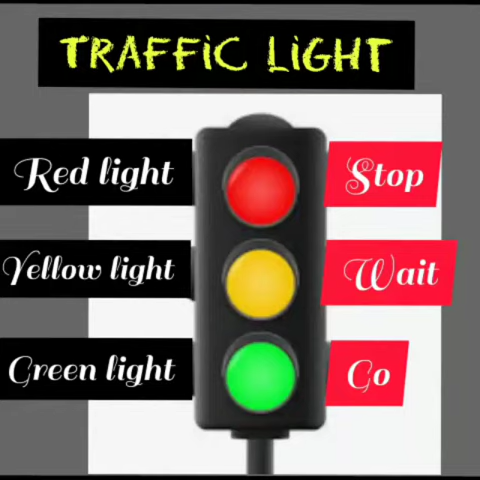 TRAFFIC LIGHT
Red light
Stop
Yellow light
Wait
Green light
Go